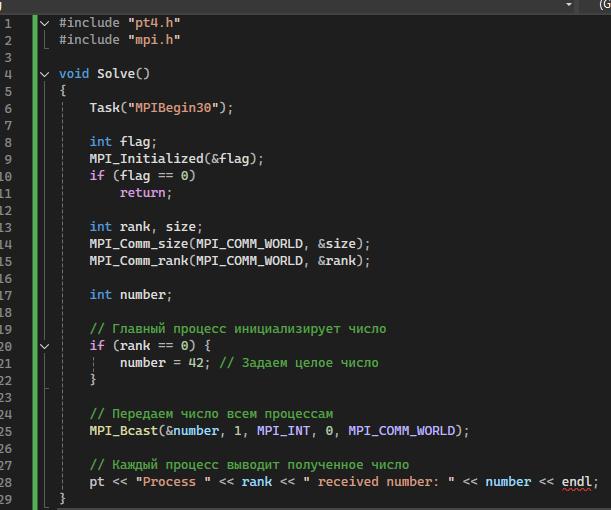 (G
1 #include "pt4.h"
2 #include "mpi.h"
3
4 void Solve()
5 {
6     Task("MPIBegin30");
7
8     int flag;
9     MPI_Initialized(&flag);
10     if (flag == 0)
11         return;
12
13     int rank, size;
14     MPI_Comm_size(MPI_COMM_WORLD, &size);
15     MPI_Comm_rank(MPI_COMM_WORLD, &rank);
16
17     int number;
18
19     // Главный процесс инициализирует число
20     if (rank == 0) {
21         number = 42; // Задаем целое число
22     }
23
24     // Передаем число всем процессам
25     MPI_Bcast(&number, 1, MPI_INT, 0, MPI_COMM_WORLD);
26
27     // Каждый процесс выводит полученное число
28     pt << "Process " << rank << " received number: " << number << endl;
29 }